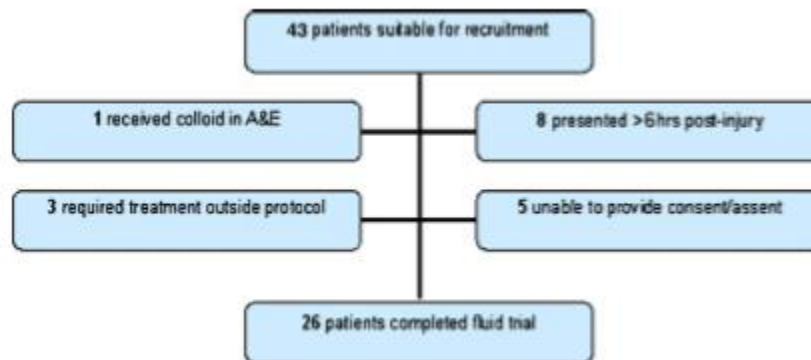 43 patients suitable for recruitment
1 received colloid in A&E
8 presented >6hrs post-injury
3 required treatment outside protocol
5 unable to provide consent/assent
26 patients completed fluid trial